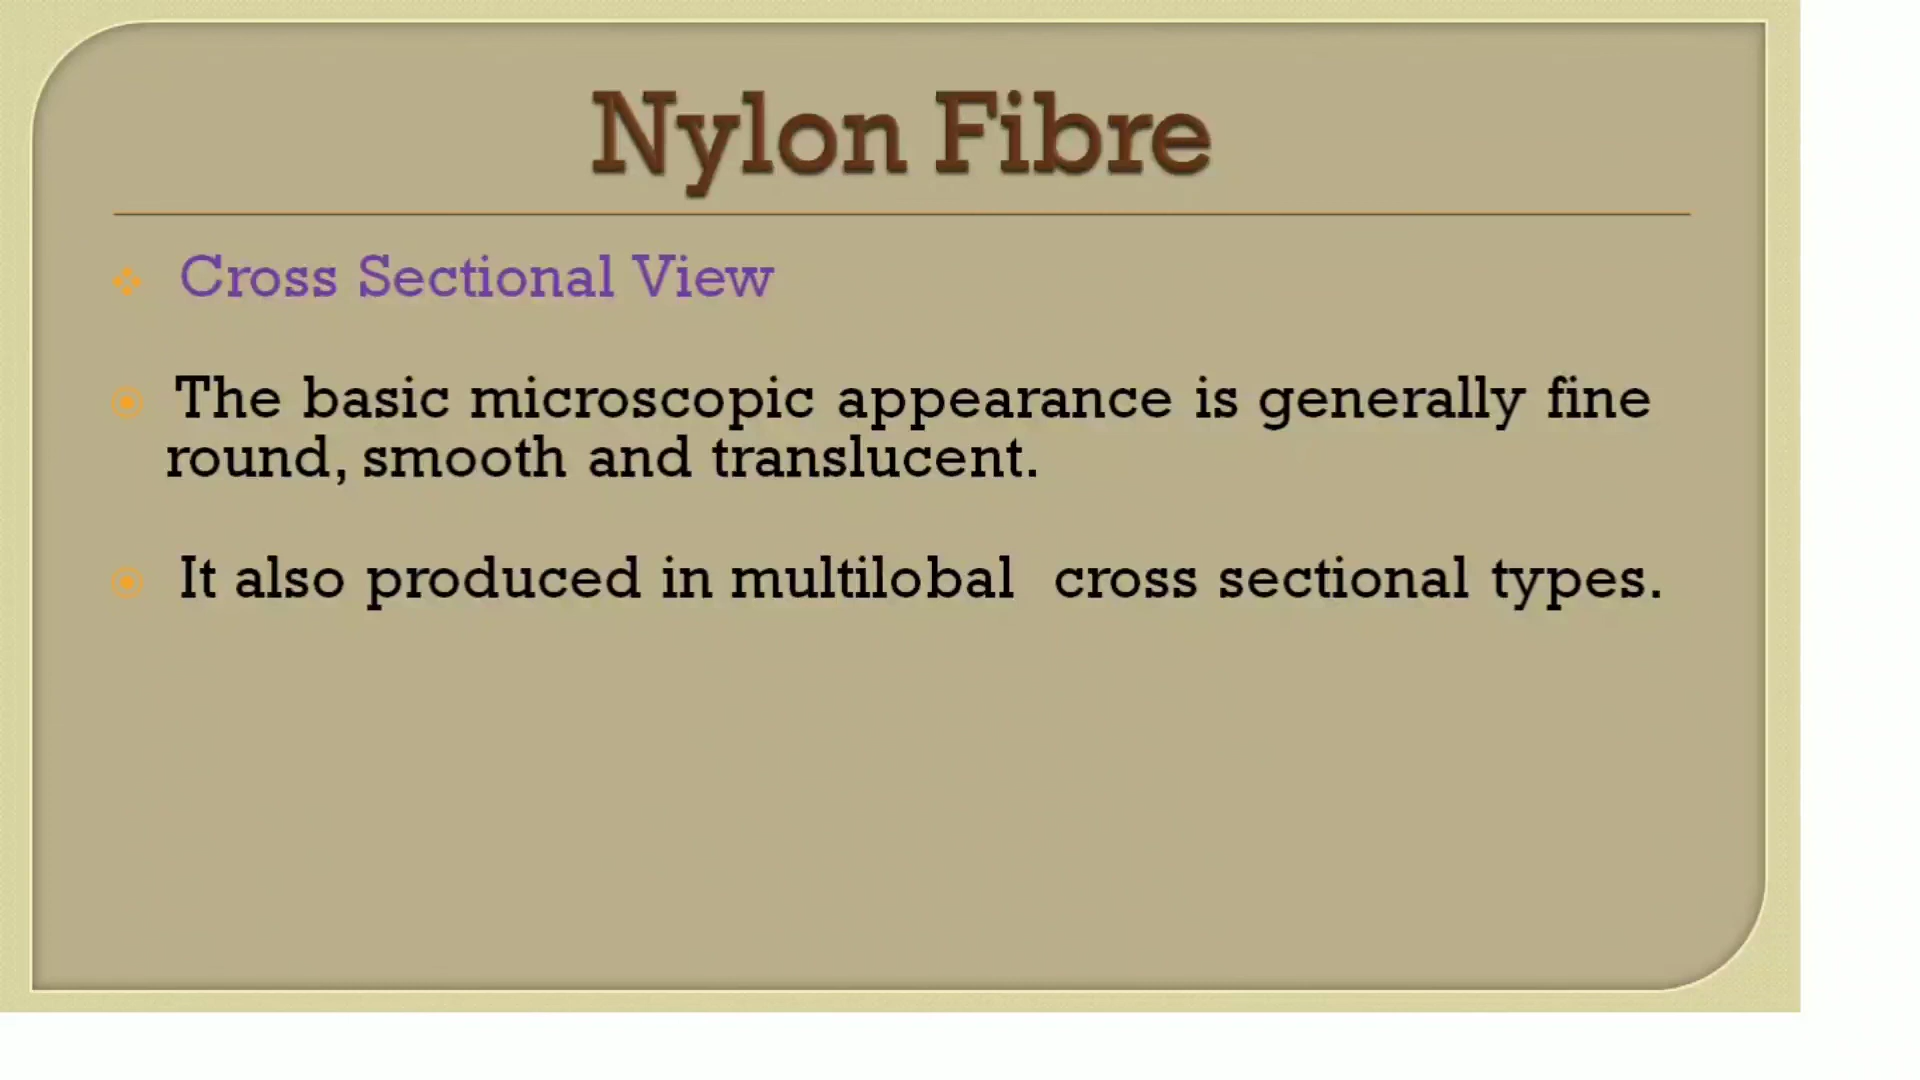 Nylon Fibre
Cross Sectional View
The basic microscopic appearance is generally fine
round, smooth and translucent.
It also produced in multilobal cross sectional types.